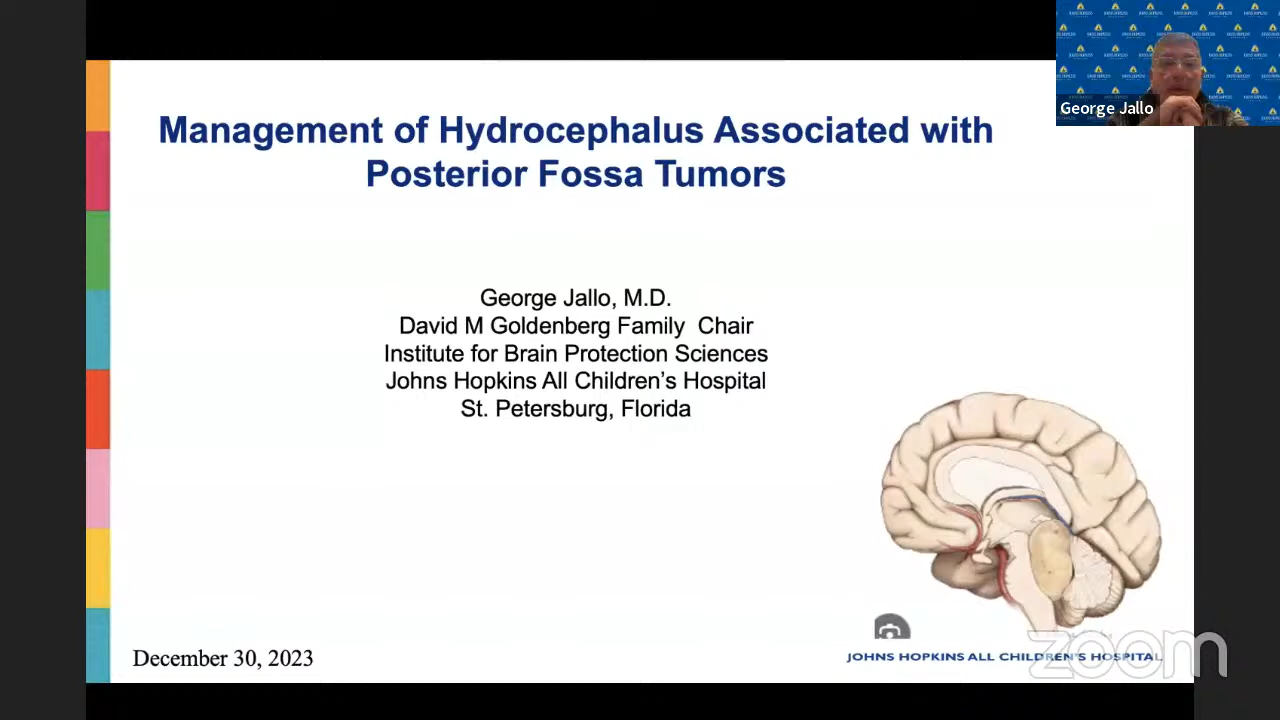 Management of Hydrocephalus Associated with
Posterior Fossa Tumors
George Jallo
George Jallo, M.D.
David M Goldenberg Family Chair
Institute for Brain Protection Sciences
Johns Hopkins All Children's Hospital
St. Petersburg, Florida
December 30, 2023
JOHNS HOPKINS ALL CHILDREN'S HOSPITAL
zoom